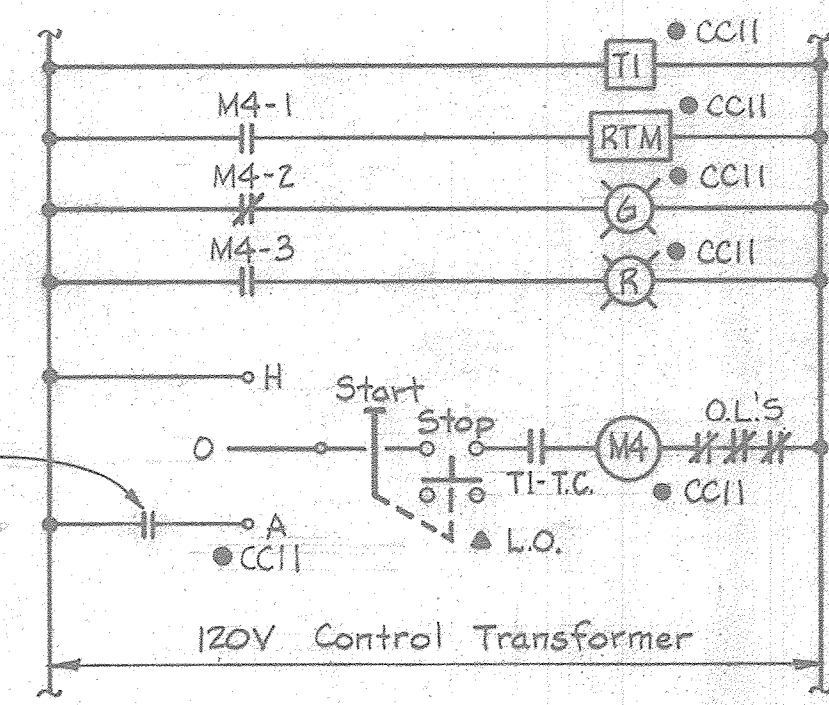 CC11
T1
M4-1
CC11
RTM
M4-2
CC11
G
M4-3
CC11
R
H
Start
Stop
O.L.'S
O
M4
T1-T.C.
CC11
A
CC11
L.O.
120V Control Transformer